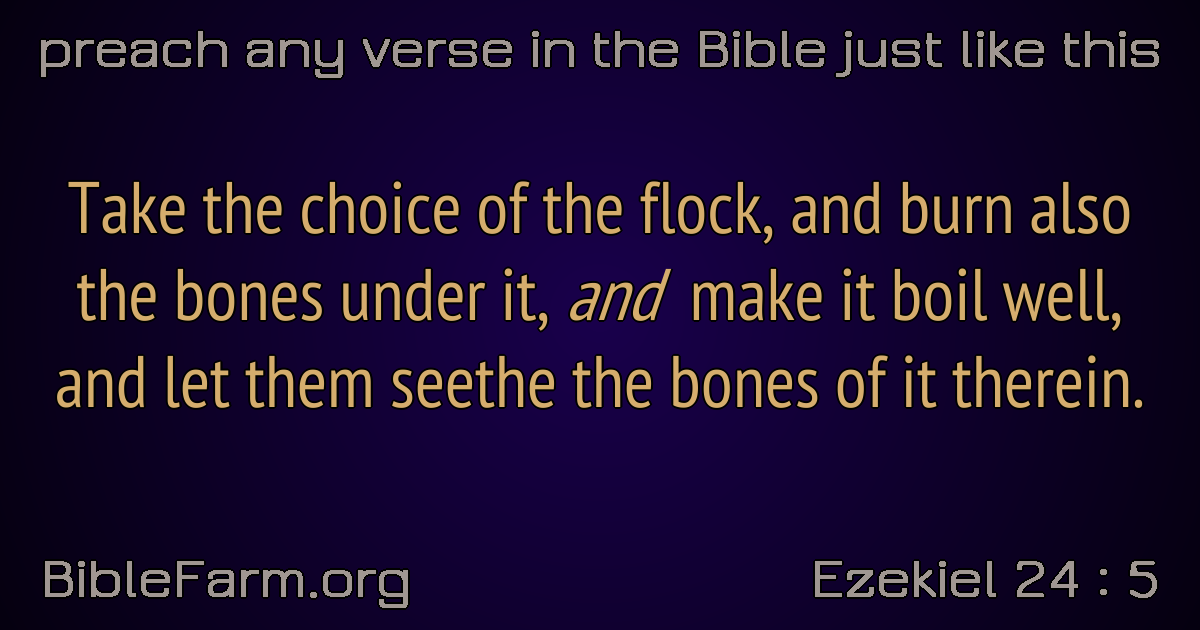 preach any verse in the Bible just like this
Take the choice of the flock, and burn also
the bones under it, and make it boil well,
and let them seethe the bones of it therein.
BibleFarm.org
Ezekiel 24 : 5